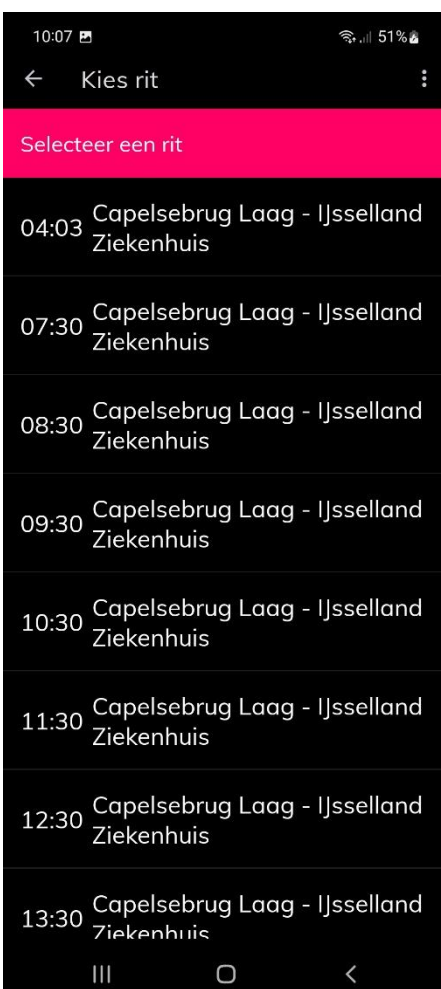 10:07 51%
Kies rit
Selecteer een rit
04:03 Capelsebrug Laag - IJsselland
Ziekenhuis
07:30 Capelsebrug Laag - IJsselland
Ziekenhuis
08:30 Capelsebrug Laag - IJsselland
Ziekenhuis
09:30 Capelsebrug Laag - IJsselland
Ziekenhuis
10:30 Capelsebrug Laag - IJsselland
Ziekenhuis
11:30 Capelsebrug Laag - IJsselland
Ziekenhuis
12:30 Capelsebrug Laag - IJsselland
Ziekenhuis
13:30 Capelsebrug Laag - IJsselland
Ziekenhuis